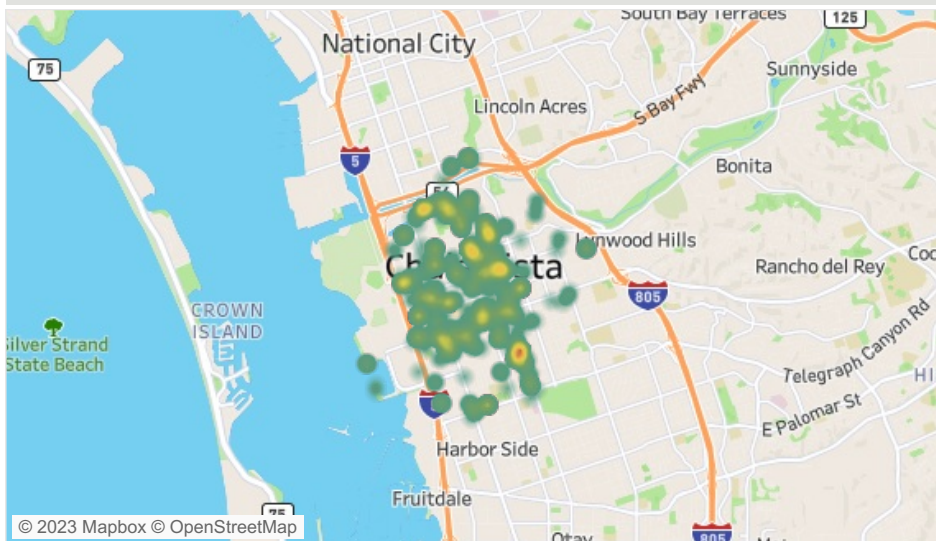 South Bay Terraces
125
National City
75
Sunnyside
Lincoln Acres
S Bay Fwy
5
Bonita
54
Lynwood Hills
Rancho del Rey
805
CROWN
ISLAND
Silver Strand
State Beach
Telegraph Canyon Rd
E Palomar St
Harbor Side
Fruitdale
75
© 2023 Mapbox © OpenStreetMap
Otay
805